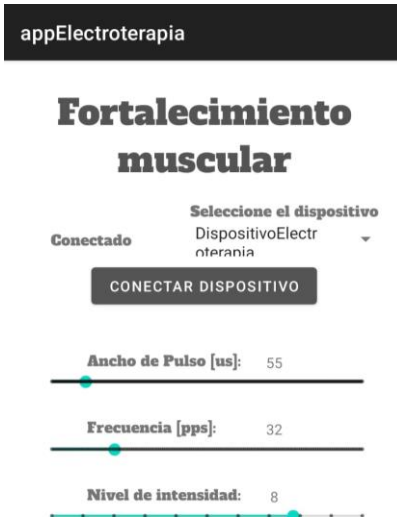 appElectroterapia
Fortalecimiento
muscular
Seleccione el dispositivo
Conectado
DispositivoElectr
oterapia
CONECTAR DISPOSITIVO
Ancho de Pulso [us]: 55
Frecuencia [pps]: 32
Nivel de intensidad: 8